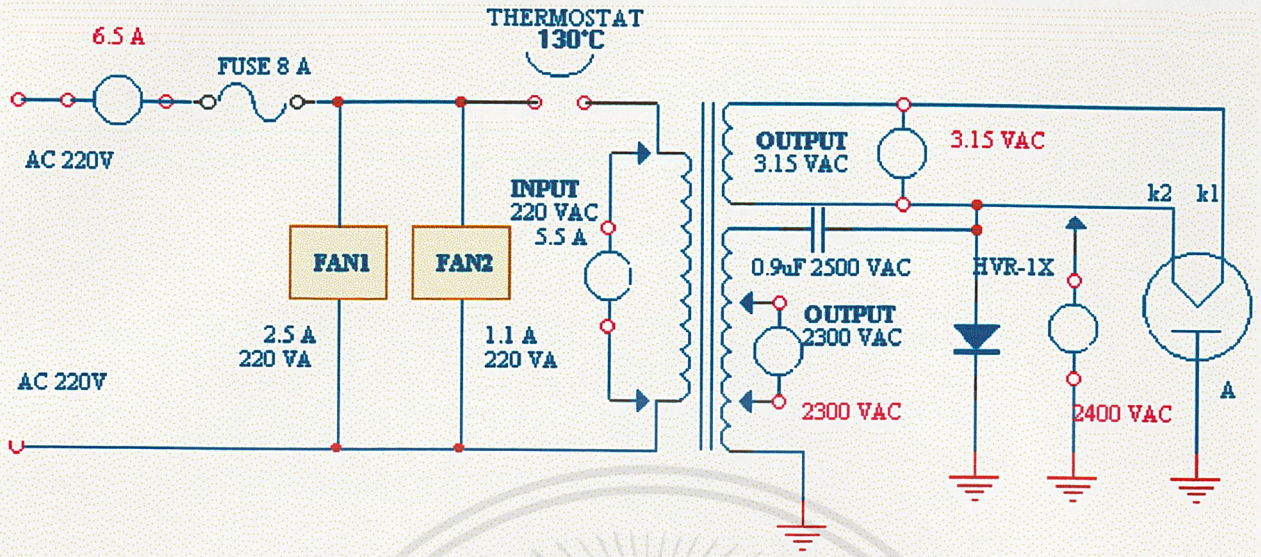 6.5 A
FUSE 8 A
THERMOSTAT
130°C
AC 220V
INPUT
220 VAC
5.5 A
OUTPUT
3.15 VAC
3.15 VAC
k2
k1
FAN1
FAN2
0.9uF 2500 VAC
HVR-1X
OUTPUT
2300 VAC
2300 VAC
2.5 A
220 VA
1.1 A
220 VA
AC 220V
2400 VAC
A